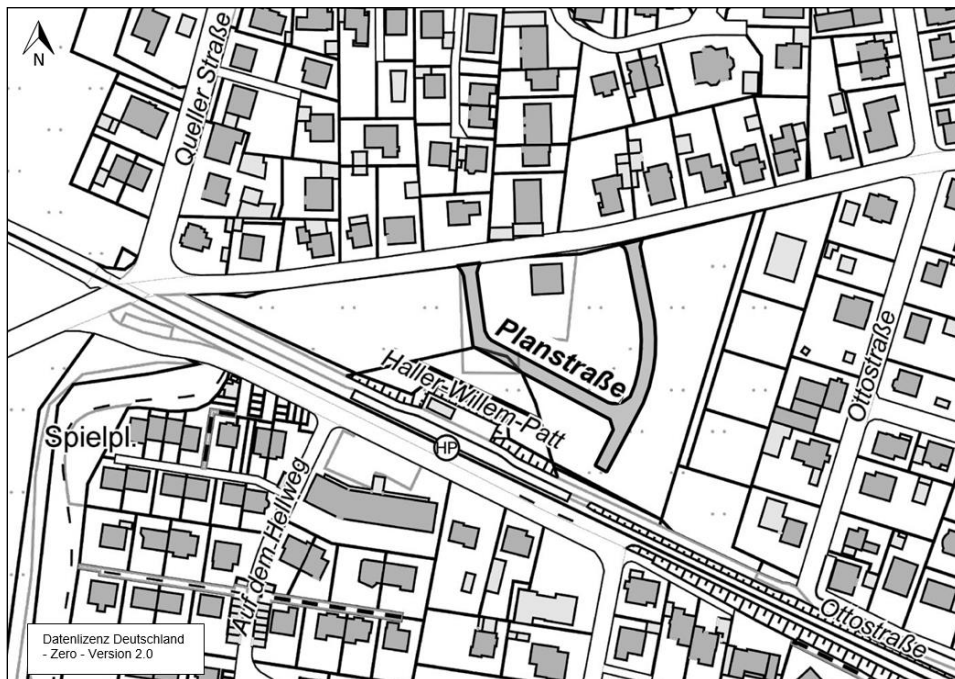 N
Queller Straße
Planstraße
Haller-Willem-Patt
Ottostraße
Spielpl.
HP
Auf dem Hellweg
Ottostraße
Datenlizenz Deutschland
- Zero - Version 2.0